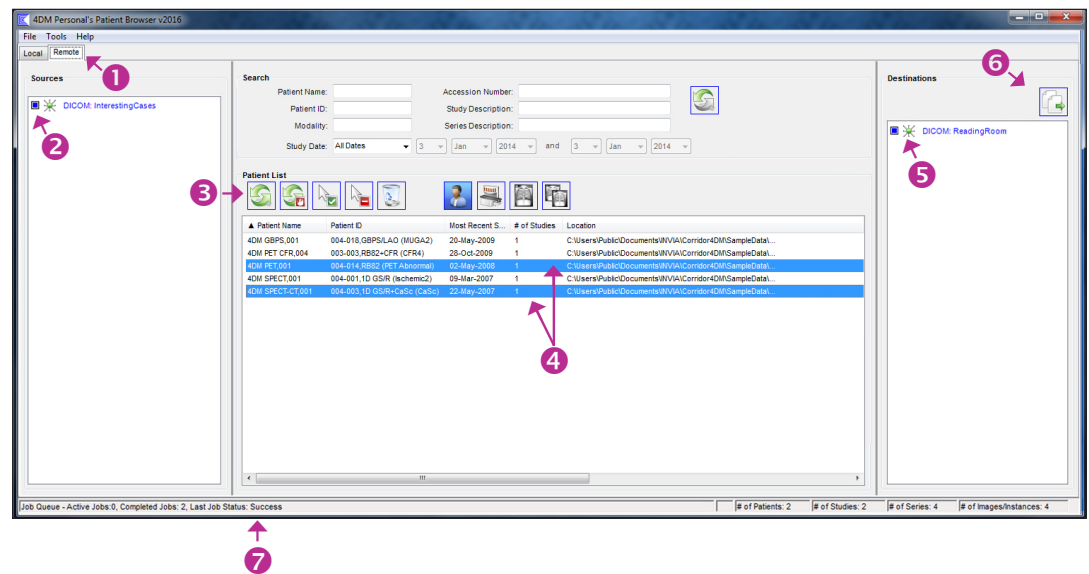 4DM Personal's Patient Browser v2016
File Tools Help
Local Remote
1
6
Sources
Search
Destinations
Patient Name:
Accession Number:
Patient ID:
Study Description:
Modality:
Series Description:
Study Date: All Dates 3 Jan 2014 and 3 Jan 2014
DICOM: InterestingCases
2
DICOM: ReadingRoom
5
Patient List
3
▲ Patient Name Patient ID Most Recent S... # of Studies Location
4DM GBPS,001 004-018,GBPS/LAO (MUGA2) 20-May-2009 1 C:\Users\Public\Documents\INVIA\Corridor4DM\SampleData\...
4DM PET CFR,004 003-003,RB82+CFR (CFR4) 28-Oct-2009 1 C:\Users\Public\Documents\INVIA\Corridor4DM\SampleData\...
4DM PET,001 004-014,RB82 (PET Abnormal) 02-May-2008 1 C:\Users\Public\Documents\INVIA\Corridor4DM\SampleData\...
4DM SPECT,001 004-001,1D GS/R (Ischemic2) 09-Mar-2007 1 C:\Users\Public\Documents\INVIA\Corridor4DM\SampleData\...
4DM SPECT-CT,001 004-003,1D GS/R+CaSc (CaSc) 22-May-2007 1 C:\Users\Public\Documents\INVIA\Corridor4DM\SampleData\...
4
Job Queue - Active Jobs:0, Completed Jobs: 2, Last Job Status: Success # of Patients: 2 # of Studies: 2 # of Series: 4 # of Images/Instances: 4
7